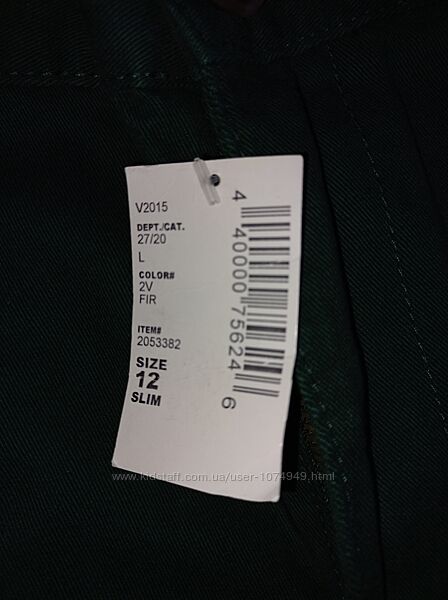 V2015
DEPT./CAT.
27/20
L
COLOR#
2V
FIR
ITEM#
2053382
SIZE
12
SLIM
4 40000 75624 6
www.kidstaff.com.ua/user-1074949.html